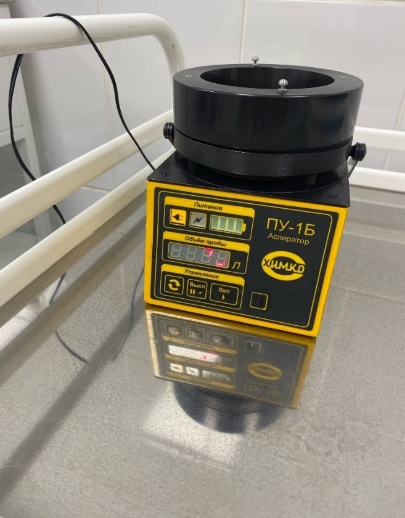 Питание
ПУ-1Б
Аспиратор
Объём пробы
Л
ХИМКО
Управление
Выкл
Вкл